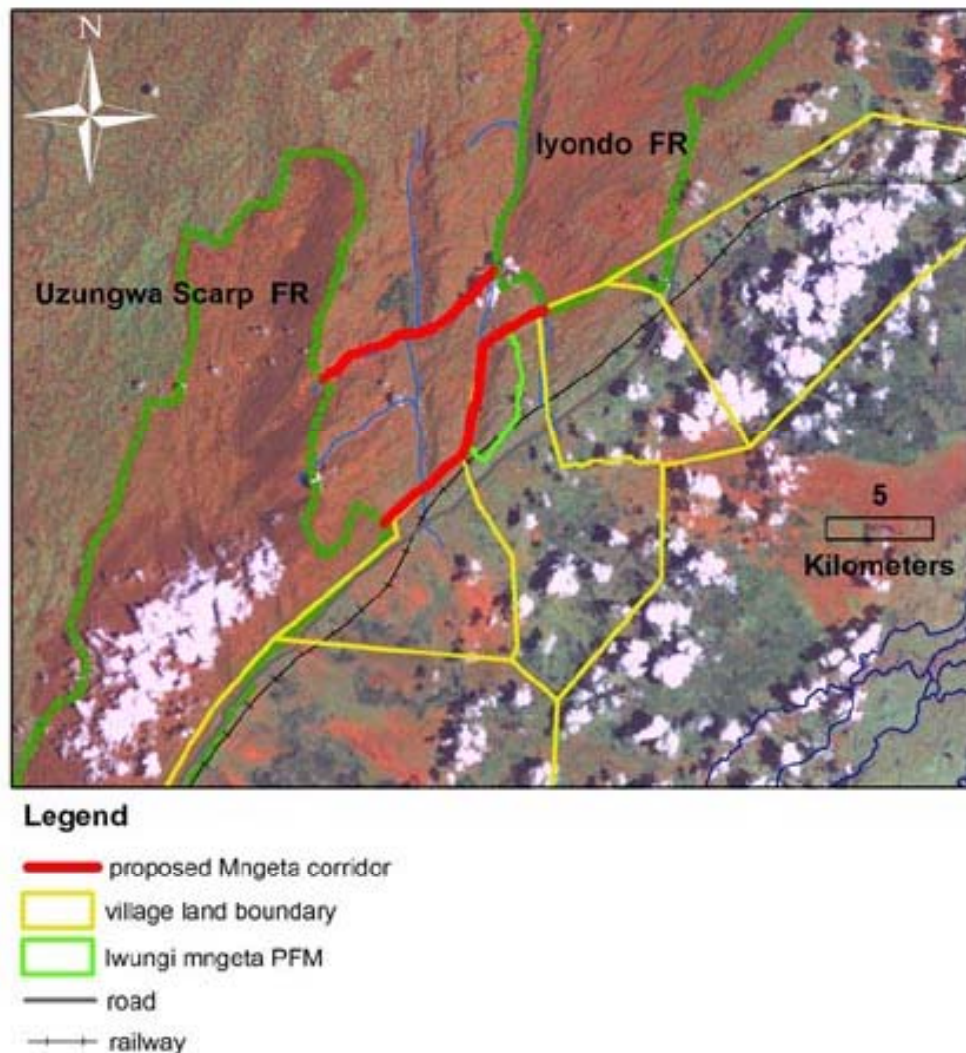 N
Iyondo FR
Uzungwa Scarp FR
5
Kilometers
Legend
proposed Mngeta corridor
village land boundary
Iwungi mngeta PFM
road
railway